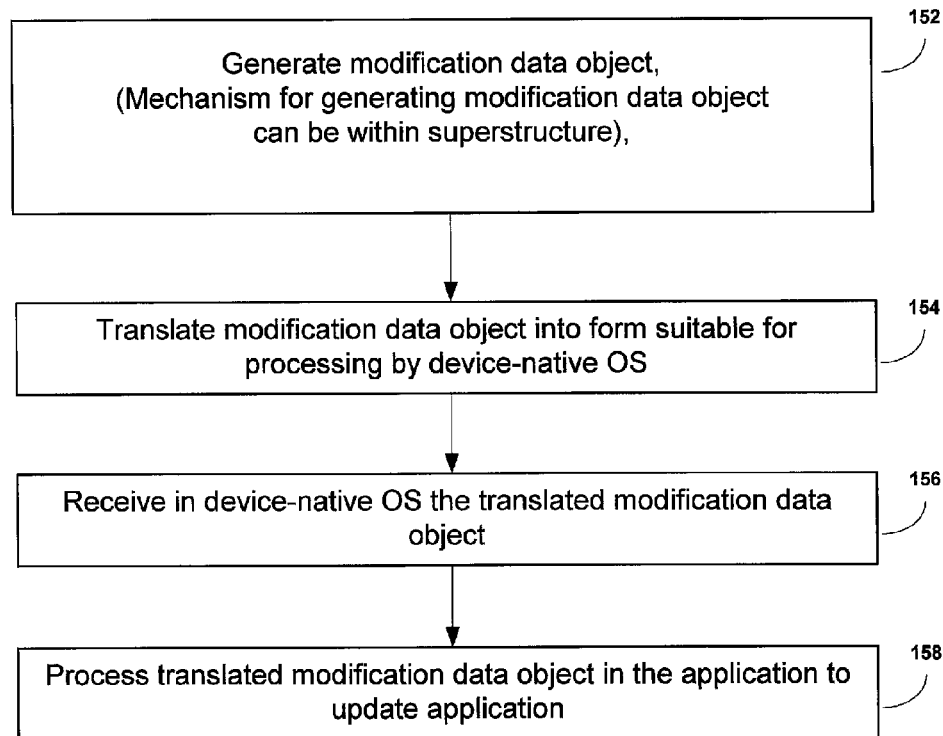 152
Generate modification data object,
(Mechanism for generating modification data object
can be within superstructure),
154
Translate modification data object into form suitable for
processing by device-native OS
156
Receive in device-native OS the translated modification data
object
158
Process translated modification data object in the application to
update application